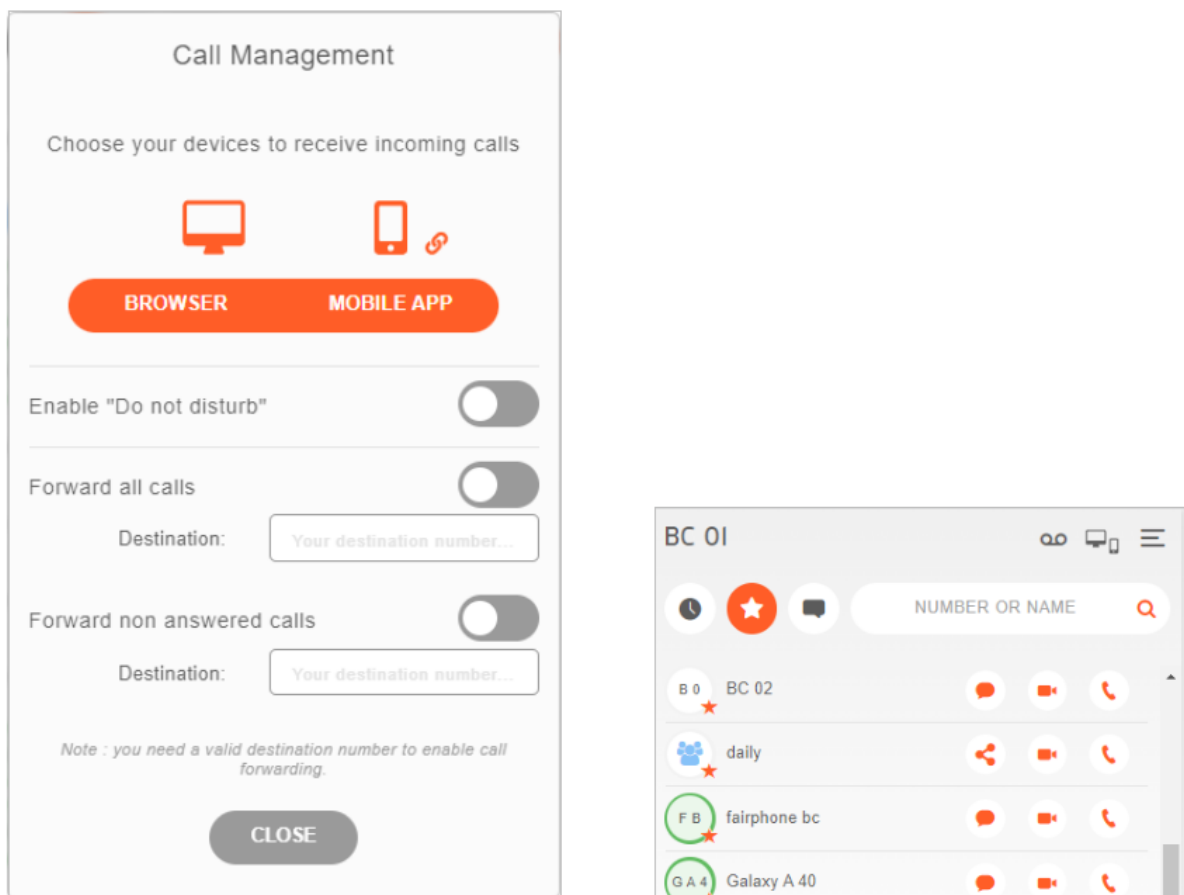 Call Management
Choose your devices to receive incoming calls
BROWSER MOBILE APP
Enable "Do not disturb"
Forward all calls
Destination: Your destination number...
Forward non answered calls
Destination: Your destination number...
Note : you need a valid destination number to enable call
forwarding.
CLOSE
BC 01
NUMBER OR NAME
B 0 BC 02
daily
F B fairphone bc
G A 4 Galaxy A 40